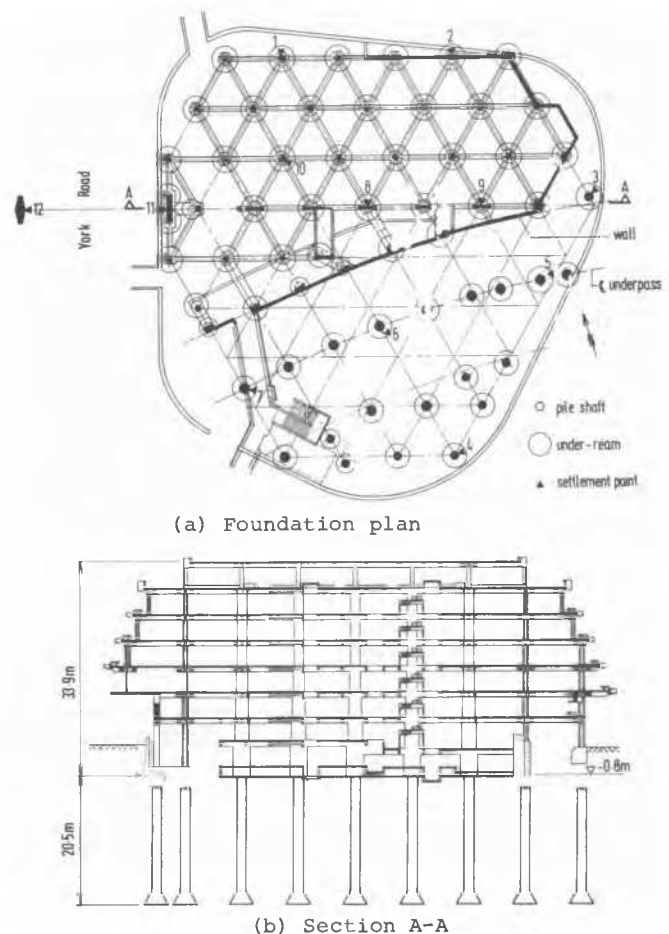 1
2
3
A
A
Road
York
12
11
10
8
9
wall
5
℄ underpass
6
7
4
pile shaft
under-ream
settlement point
(a) Foundation plan
33·9m
-0·8m
20·5m
(b) Section A-A